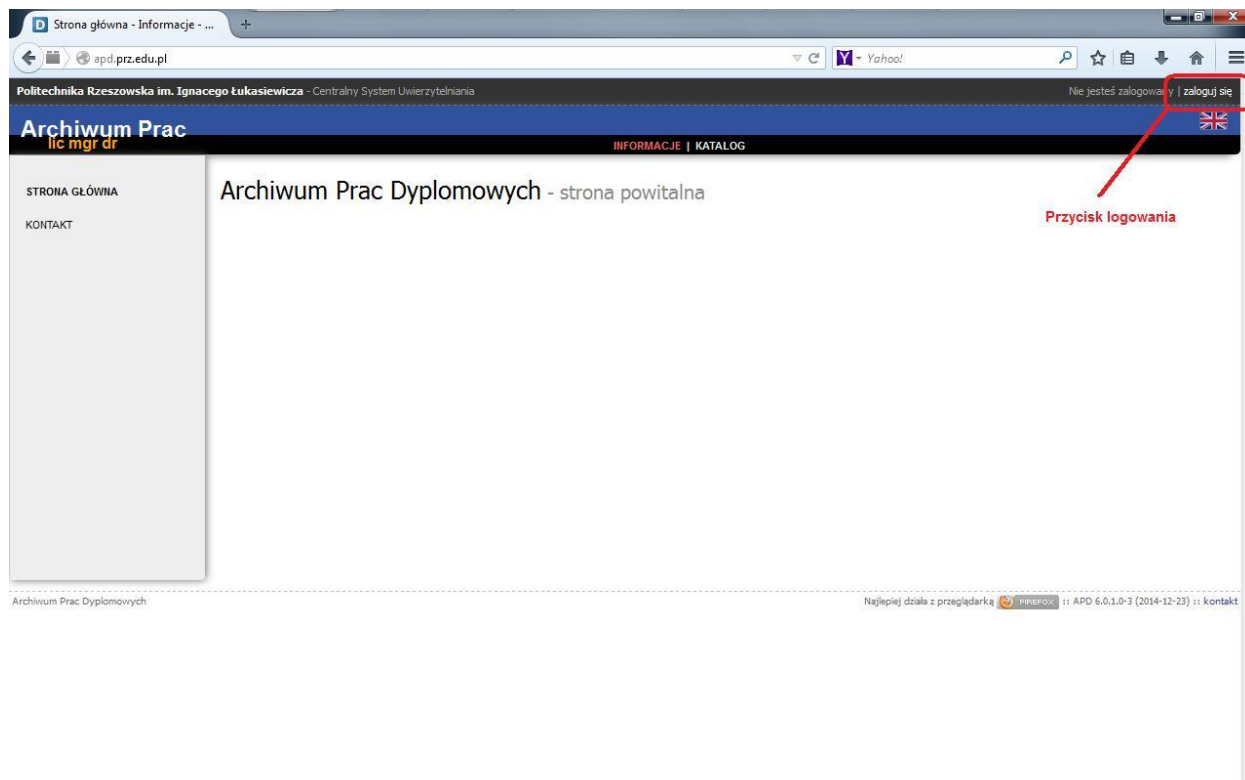 Strona główna - Informacje - ...
apd.prz.edu.pl
Yahoo!
Politechnika Rzeszowska im. Ignacego Łukasiewicza - Centralny System Uwierzytelniania
Nie jesteś zalogowany | zaloguj się
Archiwum Prac
lic mgr dr
INFORMACJE | KATALOG
STRONA GŁÓWNA
KONTAKT
Archiwum Prac Dyplomowych - strona powitalna
Przycisk logowania
Archiwum Prac Dyplomowych
Najlepiej działa z przeglądarką FIREFOX :: APD 6.0.1.0-3 (2014-12-23) :: kontakt